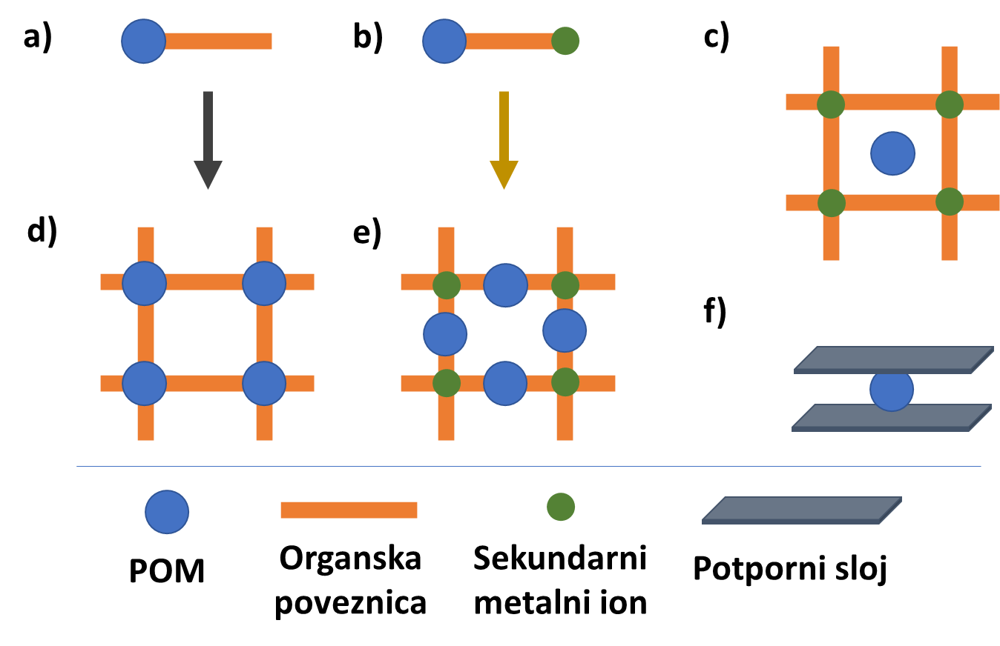 a)
b)
c)
d)
e)
f)
POM
Organska
poveznica
Sekundarni
metalni ion
Potporni sloj